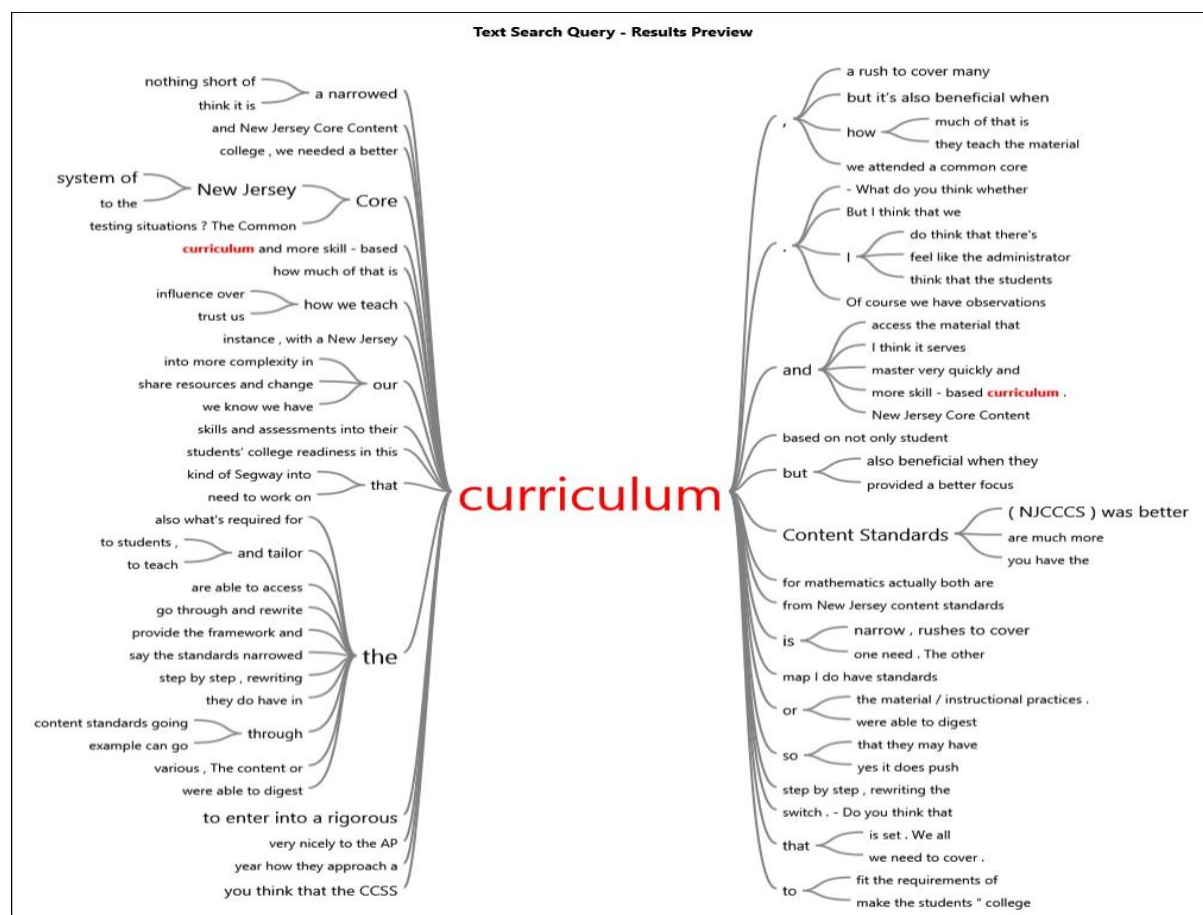 Text Search Query - Results Preview
nothing short of
think it is
a narrowed
and New Jersey Core Content
college , we needed a better
system of
to the
New Jersey
testing situations ? The Common
Core
curriculum and more skill - based
how much of that is
influence over
trust us
how we teach
instance , with a New Jersey
into more complexity in
share resources and change
we know we have
our
skills and assessments into their
students' college readiness in this
kind of Segway into
need to work on
that
also what's required for
to students ,
to teach
and tailor
are able to access
go through and rewrite
provide the framework and
say the standards narrowed
step by step , rewriting
they do have in
content standards going
example can go
through
various , The content or
were able to digest
the
to enter into a rigorous
very nicely to the AP
year how they approach a
you think that the CCSS
curriculum
,
a rush to cover many
but it's also beneficial when
how
much of that is
they teach the material
we attended a common core
.
- What do you think whether
But I think that we
I
do think that there's
feel like the administrator
think that the students
Of course we have observations
and
access the material that
I think it serves
master very quickly and
more skill - based curriculum .
New Jersey Core Content
based on not only student
but
also beneficial when they
provided a better focus
Content Standards
( NJCCCS ) was better
are much more
you have the
for mathematics actually both are
from New Jersey content standards
is
narrow , rushes to cover
one need . The other
map I do have standards
or
the material / instructional practices .
were able to digest
so
that they may have
yes it does push
step by step , rewriting the
switch . - Do you think that
that
is set . We all
we need to cover .
to
fit the requirements of
make the students " college